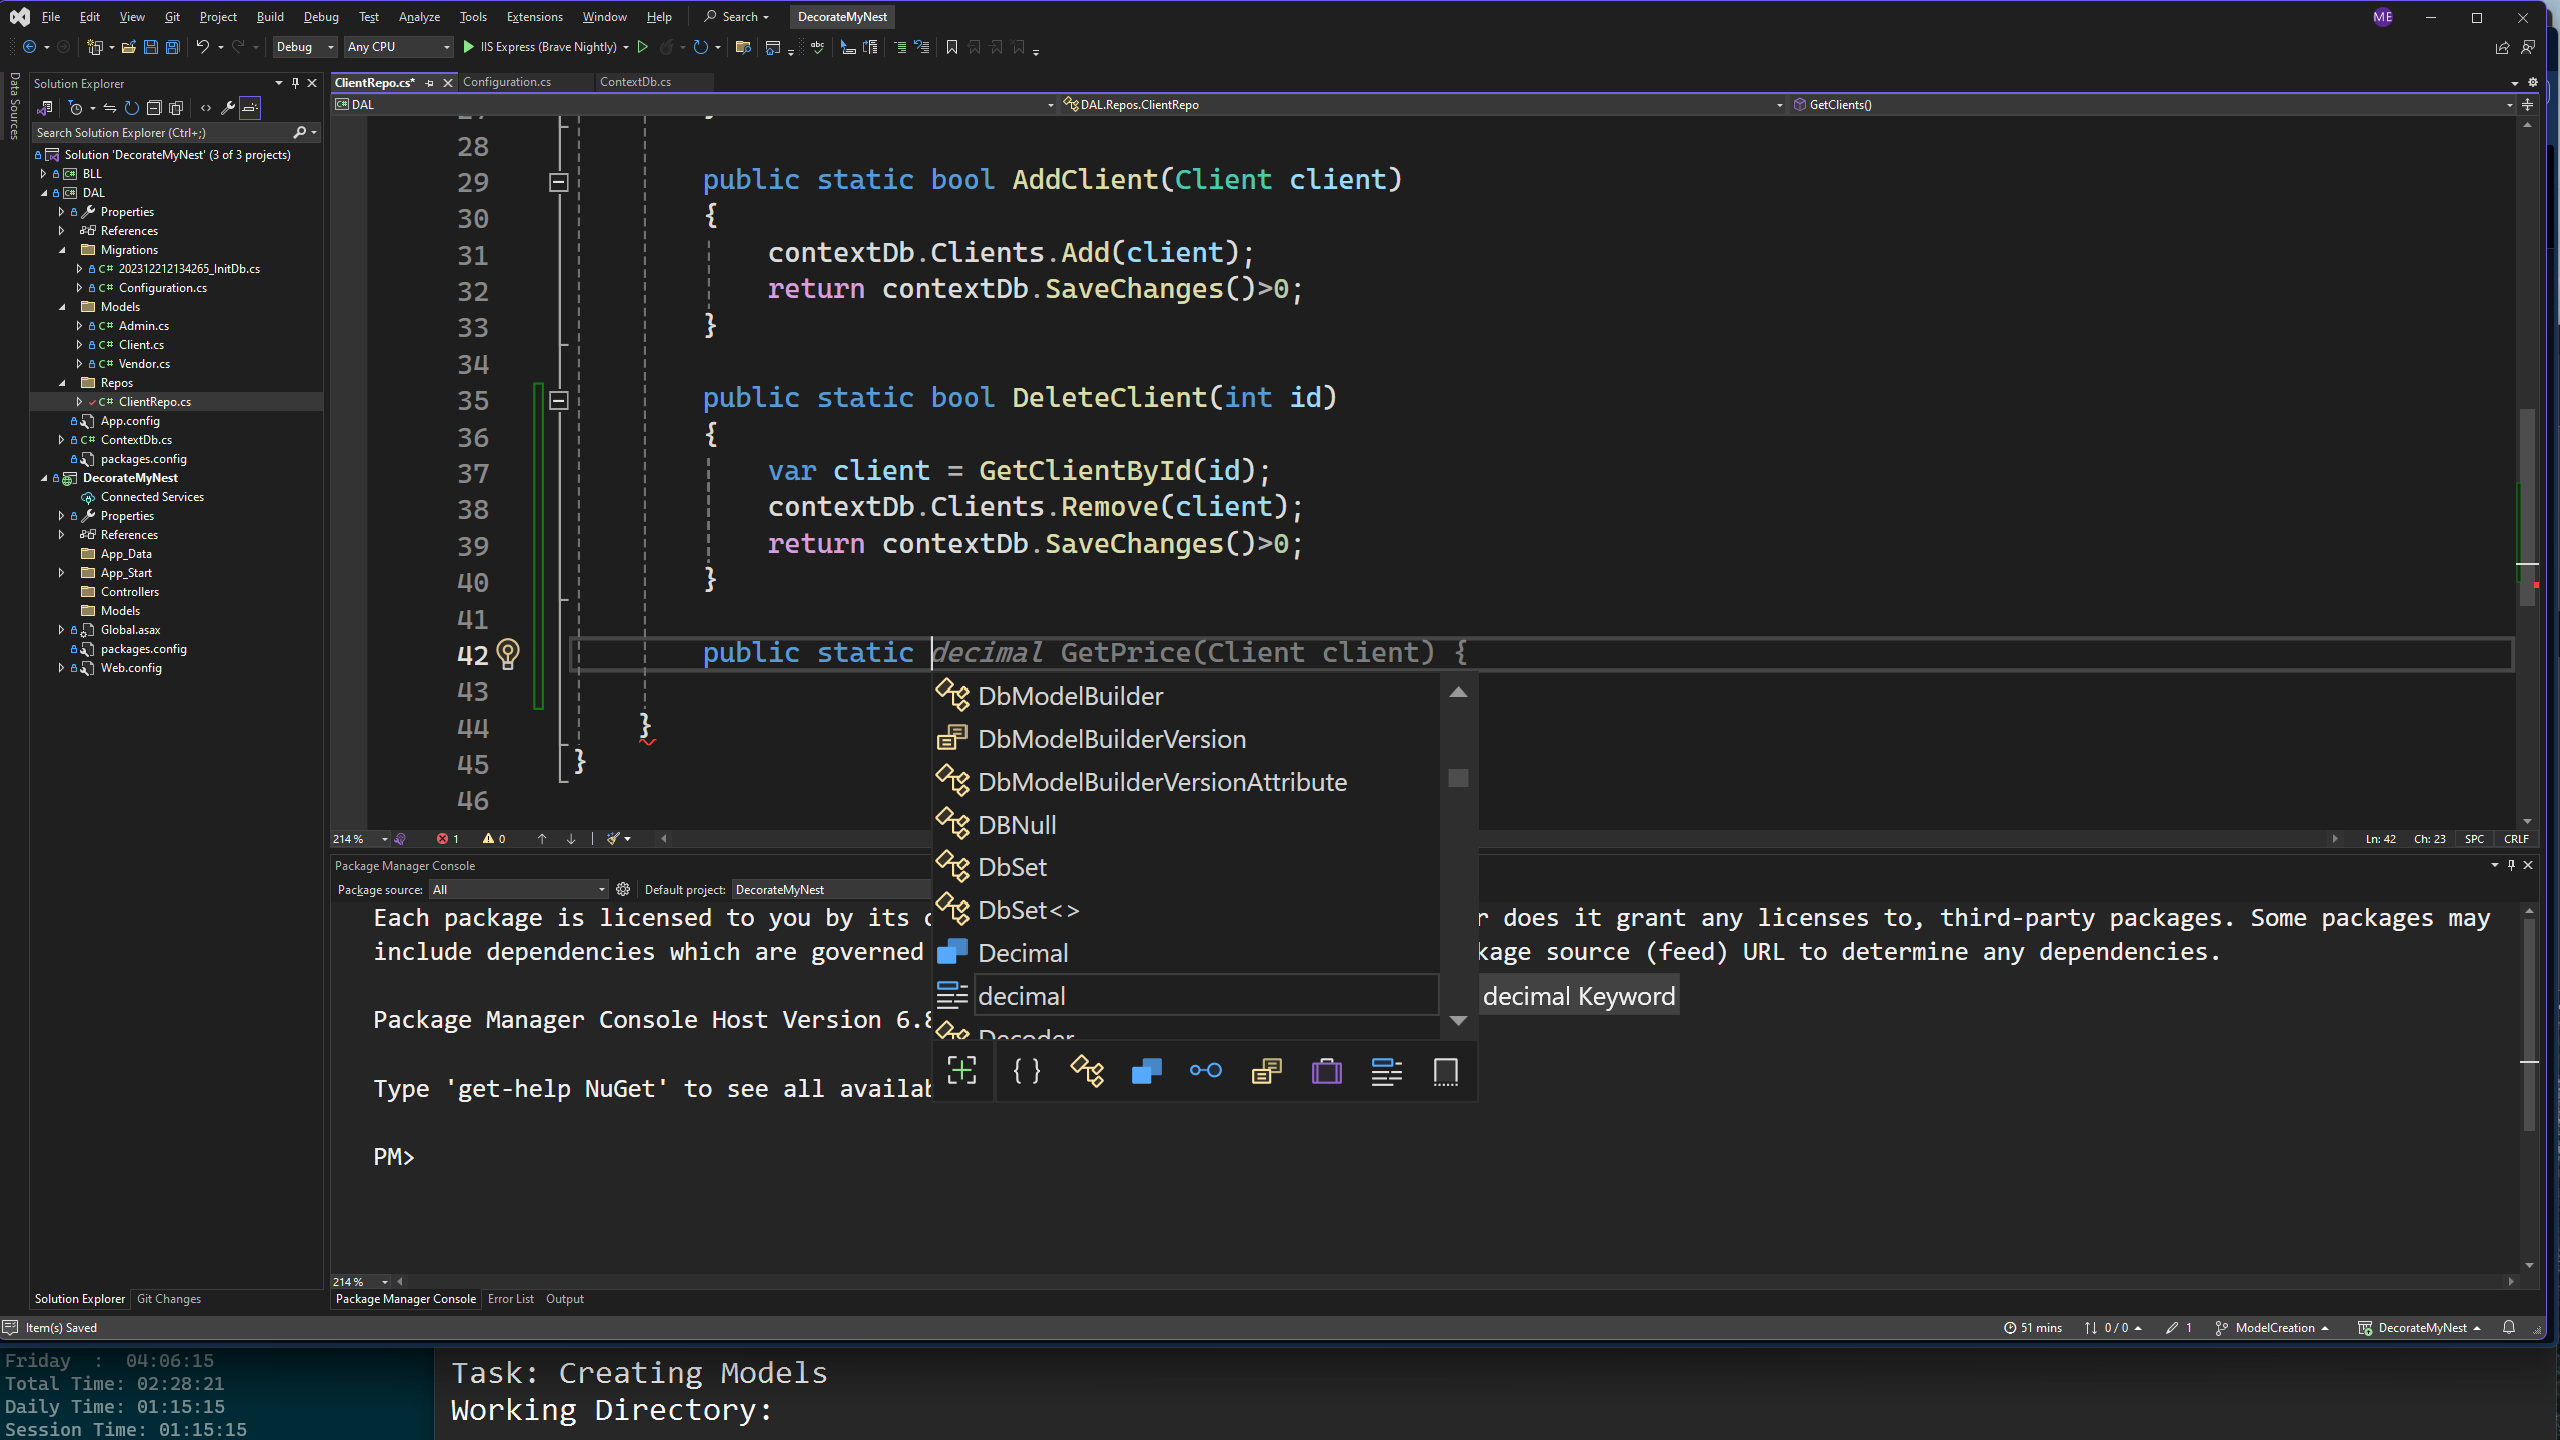 File Edit View Git Project Build Debug Test Analyze Tools Extensions Window Help Search DecorateMyNest ME
Debug Any CPU IIS Express (Brave Nightly)
Data Sources
Solution Explorer
Search Solution Explorer (Ctrl+;)
Solution 'DecorateMyNest' (3 of 3 projects)
BLL
DAL
Properties
References
Migrations
202312212134265_InitDb.cs
Configuration.cs
Models
Admin.cs
Client.cs
Vendor.cs
Repos
ClientRepo.cs
App.config
ContextDb.cs
packages.config
DecorateMyNest
Connected Services
Properties
References
App_Data
App_Start
Controllers
Models
Global.asax
packages.config
Web.config
Solution Explorer Git Changes
ClientRepo.cs* Configuration.cs ContextDb.cs
DAL DAL.Repos.ClientRepo GetClients()
28
29 public static bool AddClient(Client client)
30 {
31 contextDb.Clients.Add(client);
32 return contextDb.SaveChanges()>0;
33 }
34
35 public static bool DeleteClient(int id)
36 {
37 var client = GetClientById(id);
38 contextDb.Clients.Remove(client);
39 return contextDb.SaveChanges()>0;
40 }
41
42 public static decimal GetPrice(Client client) {
43
44 }
45 }
46
DbModelBuilder
DbModelBuilderVersion
DbModelBuilderVersionAttribute
DBNull
DbSet
DbSet<>
Decimal
decimal
decimal Keyword
Decoder
214 % 1 0 Ln: 42 Ch: 23 SPC CRLF
Package Manager Console
Package source: All Default project: DecorateMyNest
Each package is licensed to you by its r does it grant any licenses to, third-party packages. Some packages may
include dependencies which are governed kage source (feed) URL to determine any dependencies.
Package Manager Console Host Version 6.8
Type 'get-help NuGet' to see all availab
PM>
214 %
Package Manager Console Error List Output
Item(s) Saved 51 mins 0 / 0 1 ModelCreation DecorateMyNest
Friday : 04:06:15
Total Time: 02:28:21
Daily Time: 01:15:15
Session Time: 01:15:15
Task: Creating Models
Working Directory: